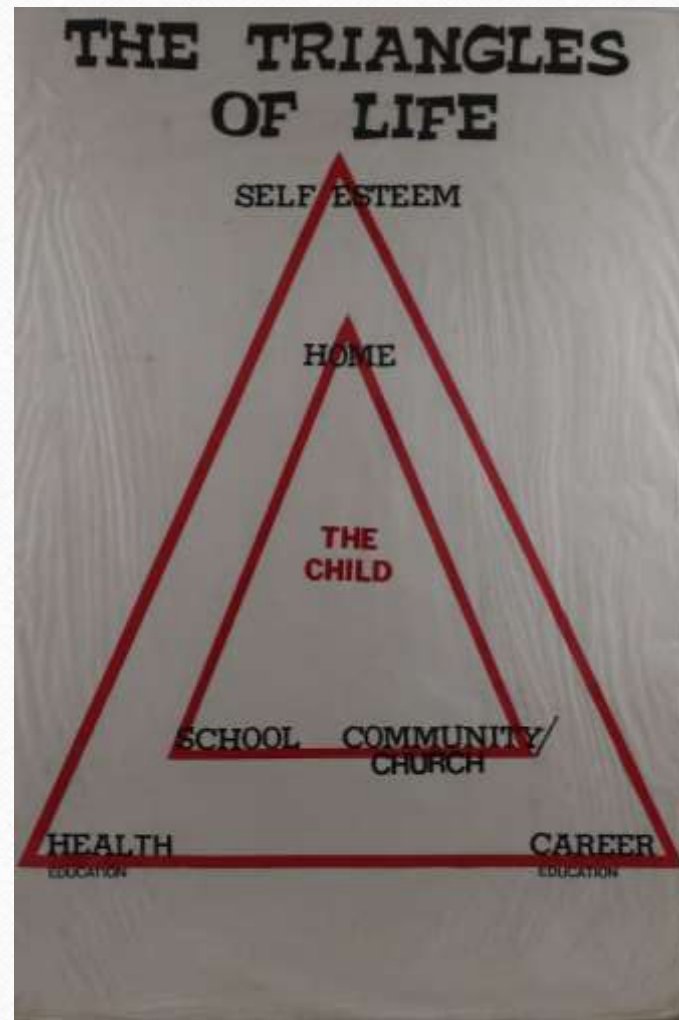 THE TRIANGLES
OF LIFE
SELF ESTEEM
HOME
THE
CHILD
SCHOOL COMMUNITY/
CHURCH
HEALTH CAREER
EDUCATION EDUCATION